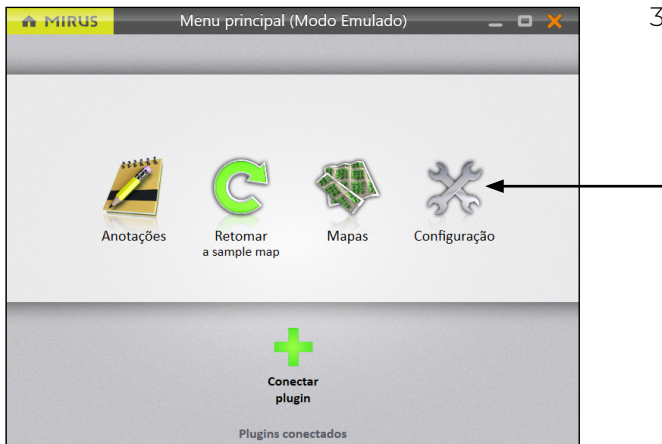 MIRUS
Menu principal (Modo Emulado)
3
Anotações
Retomar
a sample map
Mapas
Configuração
Conectar
plugin
Plugins conectados